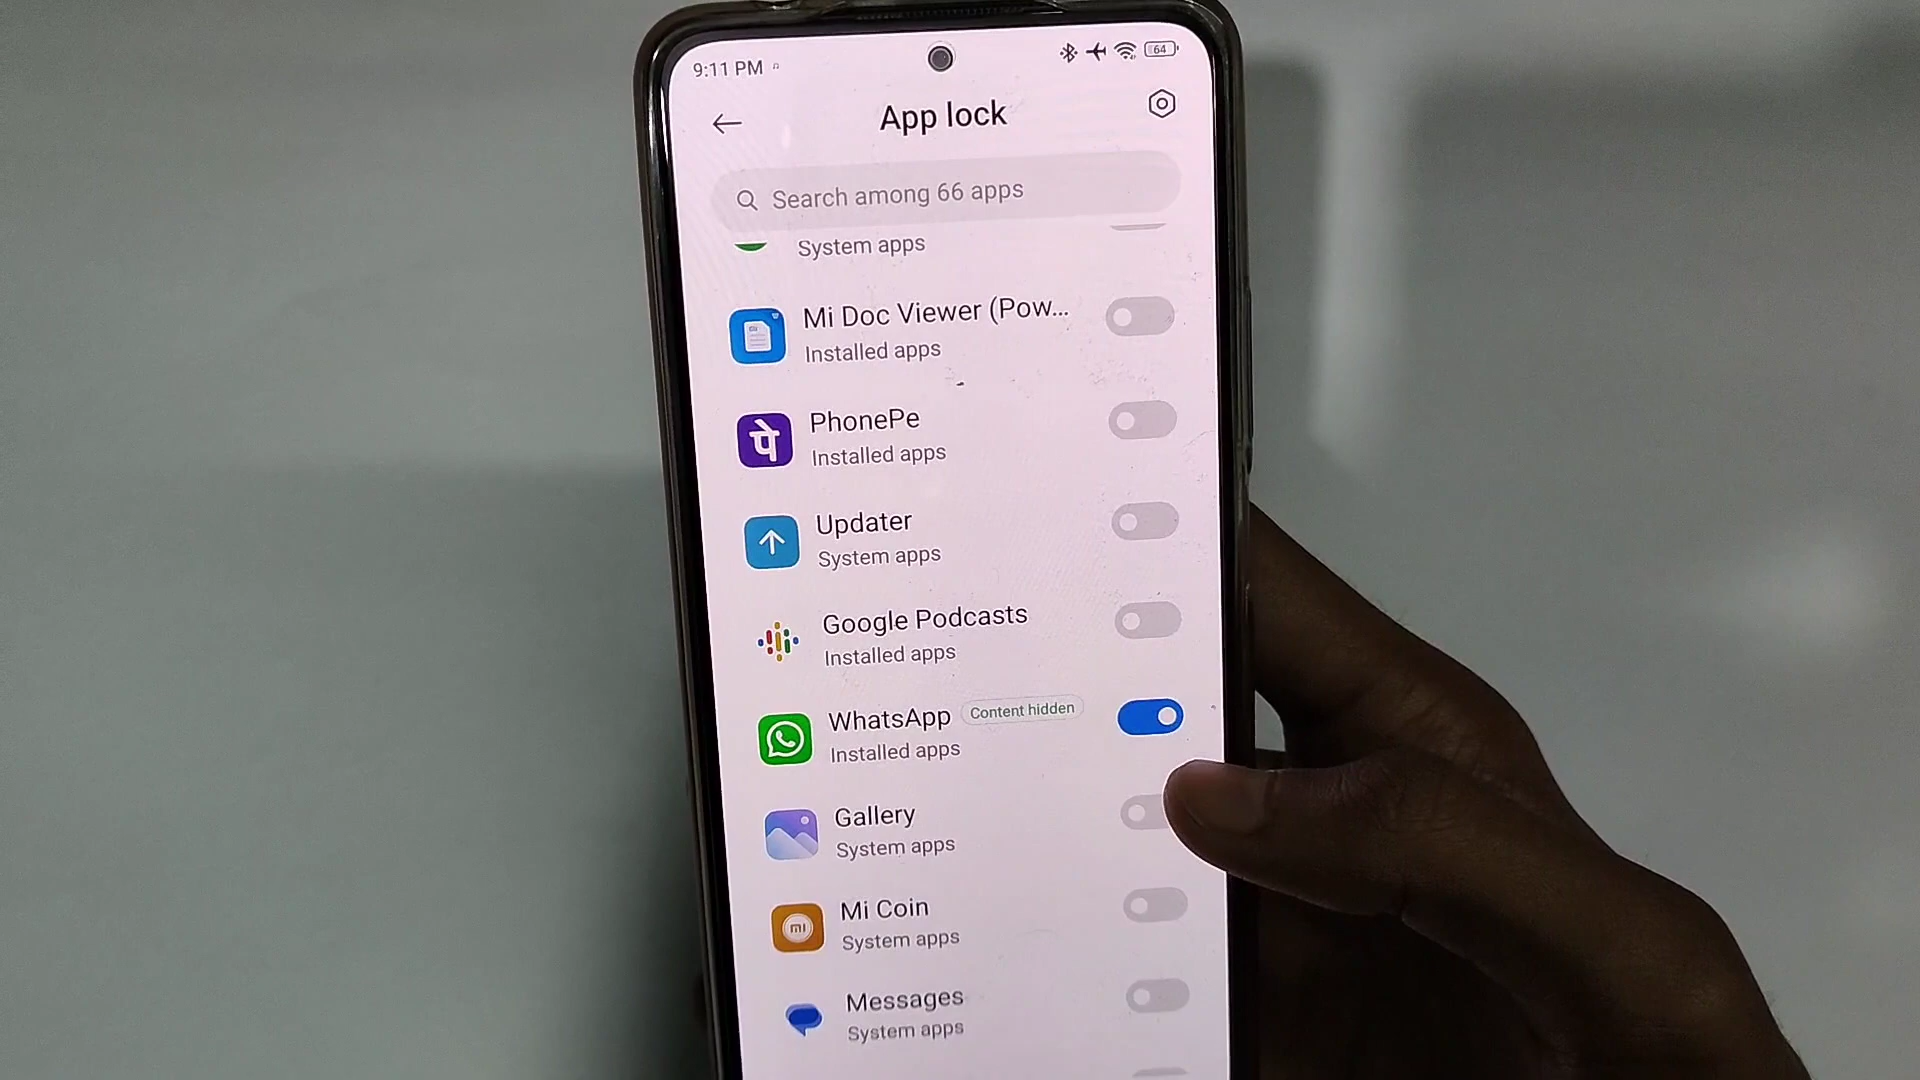 9:11 PM
64
App lock
Search among 66 apps
System apps
Mi Doc Viewer (Pow...
Installed apps
पे
PhonePe
Installed apps
Updater
System apps
Google Podcasts
Installed apps
WhatsApp Content hidden
Installed apps
Gallery
System apps
mi
Mi Coin
System apps
Messages
System apps